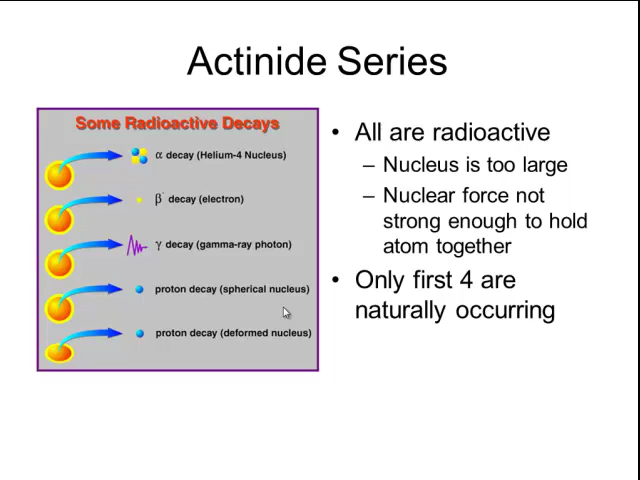 Actinide Series
Some Radioactive Decays
α decay (Helium-4 Nucleus)
β- decay (electron)
γ decay (gamma-ray photon)
proton decay (spherical nucleus)
proton decay (deformed nucleus)
• All are radioactive
– Nucleus is too large
– Nuclear force not
strong enough to hold
atom together
• Only first 4 are
naturally occurring